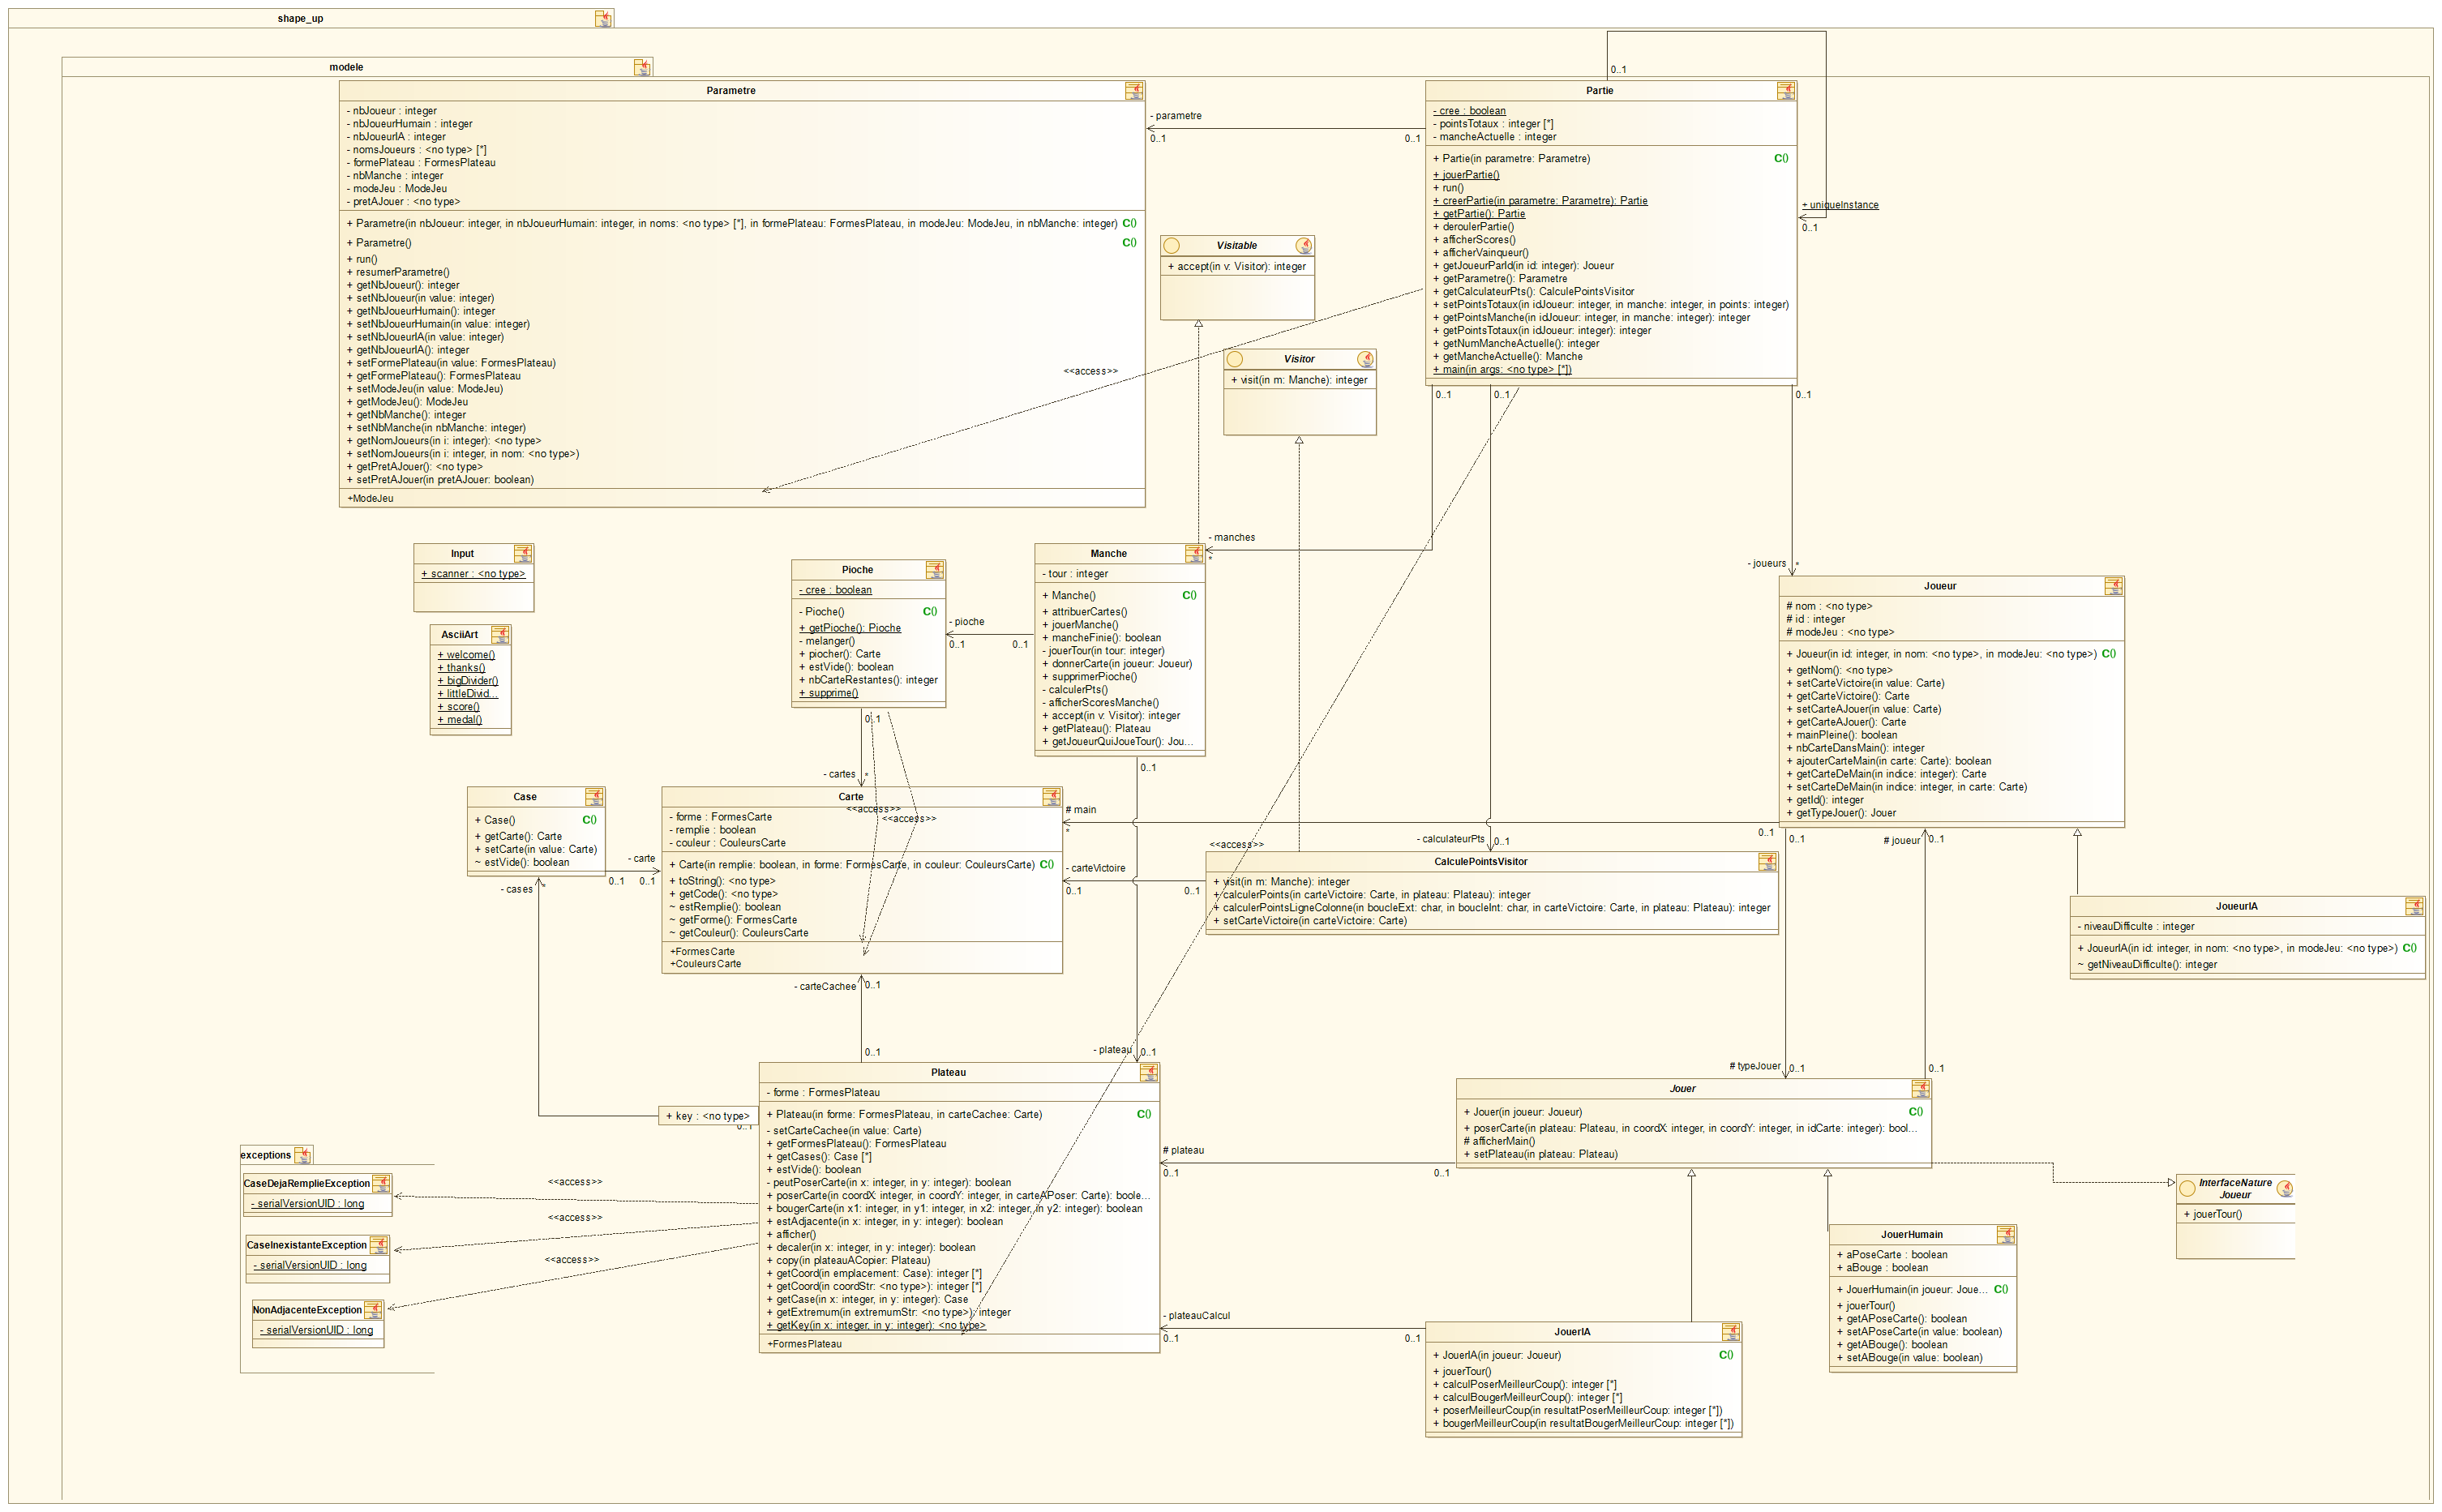 shape_up
modele
Parametre
- nbJoueur : integer
- nbJoueurHumain : integer
- nbJoueurIA : integer
- nomsJoueurs : <no type> [*]
- formePlateau : FormesPlateau
- nbManche : integer
- modeJeu : ModeJeu
- pretAJouer : <no type>
+ Parametre(in nbJoueur: integer, in nbJoueurHumain: integer, in noms: <no type> [*], in formePlateau: FormesPlateau, in modeJeu: ModeJeu, in nbManche: integer) C()
+ Parametre() C()
+ run()
+ resumerParametre()
+ getNbJoueur(): integer
+ setNbJoueur(in value: integer)
+ getNbJoueurHumain(): integer
+ setNbJoueurHumain(in value: integer)
+ setNbJoueurIA(in value: integer)
+ getNbJoueurIA(): integer
+ setFormePlateau(in value: FormesPlateau)
+ getFormePlateau(): FormesPlateau
+ setModeJeu(in value: ModeJeu)
+ getModeJeu(): ModeJeu
+ getNbManche(): integer
+ setNbManche(in nbManche: integer)
+ getNomJoueurs(in i: integer): <no type>
+ setNomJoueurs(in i: integer, in nom: <no type>)
+ getPretAJouer(): <no type>
+ setPretAJouer(in pretAJouer: boolean)
+ModeJeu
- parametre
0..1
0..1
0..1
Partie
- cree : boolean
- pointsTotaux : integer [*]
- mancheActuelle : integer
+ Partie(in parametre: Parametre) C()
+ jouerPartie()
+ run()
+ creerPartie(in parametre: Parametre): Partie
+ getPartie(): Partie
+ deroulerPartie()
+ afficherScores()
+ afficherVainqueur()
+ getJoueurParId(in id: integer): Joueur
+ getParametre(): Parametre
+ getCalculateurPts(): CalculePointsVisitor
+ setPointsTotaux(in idJoueur: integer, in manche: integer, in points: integer)
+ getPointsManche(in idJoueur: integer, in manche: integer): integer
+ getPointsTotaux(in idJoueur: integer): integer
+ getNumMancheActuelle(): integer
+ getMancheActuelle(): Manche
+ main(in args: <no type> [*])
+ uniqueInstance
0..1
0..1
0..1
0..1
Visitable
+ accept(in v: Visitor): integer
Visitor
+ visit(in m: Manche): integer
<<access>>
Input
+ scanner : <no type>
AsciiArt
+ welcome()
+ thanks()
+ bigDivider()
+ littleDivid...
+ score()
+ medal()
Pioche
- cree : boolean
- Pioche() C()
+ getPioche(): Pioche
- melanger()
+ piocher(): Carte
+ estVide(): boolean
+ nbCarteRestantes(): integer
+ supprime()
- pioche
0..1
0..1
0..1
- cartes
*
Manche
- tour : integer
+ Manche() C()
+ attribuerCartes()
+ jouerManche()
+ mancheFinie(): boolean
- jouerTour(in tour: integer)
+ donnerCarte(in joueur: Joueur)
+ supprimerPioche()
- calculerPts()
- afficherScoresManche()
+ accept(in v: Visitor): integer
+ getPlateau(): Plateau
+ getJoueurQuiJoueTour(): Jou...
- manches
*
0..1
- joueurs
*
Joueur
# nom : <no type>
# id : integer
# modeJeu : <no type>
+ Joueur(in id: integer, in nom: <no type>, in modeJeu: <no type>) C()
+ getNom(): <no type>
+ setCarteVictoire(in value: Carte)
+ getCarteVictoire(): Carte
+ setCarteAJouer(in value: Carte)
+ getCarteAJouer(): Carte
+ mainPleine(): boolean
+ nbCarteDansMain(): integer
+ ajouterCarteMain(in carte: Carte): boolean
+ getCarteDeMain(in indice: integer): Carte
+ setCarteDeMain(in indice: integer, in carte: Carte)
+ getId(): integer
+ getTypeJouer(): Jouer
Case
+ Case() C()
+ getCarte(): Carte
+ setCarte(in value: Carte)
~ estVide(): boolean
- carte
0..1
0..1
- cases
*
Carte
- forme : FormesCarte
- remplie : boolean
- couleur : CouleursCarte
+ Carte(in remplie: boolean, in forme: FormesCarte, in couleur: CouleursCarte) C()
+ toString(): <no type>
+ getCode(): <no type>
~ estRemplie(): boolean
~ getForme(): FormesCarte
~ getCouleur(): CouleursCarte
+FormesCarte
+CouleursCarte
<<access>>
<<access>>
# main
*
0..1
- carteVictoire
0..1
0..1
- calculateurPts
0..1
<<access>>
CalculePointsVisitor
+ visit(in m: Manche): integer
+ calculerPoints(in carteVictoire: Carte, in plateau: Plateau): integer
+ calculerPointsLigneColonne(in boucleExt: char, in boucleInt: char, in carteVictoire: Carte, in plateau: Plateau): integer
+ setCarteVictoire(in carteVictoire: Carte)
0..1
# joueur
0..1
JoueurIA
- niveauDifficulte : integer
+ JoueurIA(in id: integer, in nom: <no type>, in modeJeu: <no type>) C()
~ getNiveauDifficulte(): integer
- carteCachee
0..1
0..1
- plateau
0..1
# typeJouer
0..1
0..1
Plateau
- forme : FormesPlateau
+ Plateau(in forme: FormesPlateau, in carteCachee: Carte) C()
- setCarteCachee(in value: Carte)
+ getFormesPlateau(): FormesPlateau
+ getCases(): Case [*]
+ estVide(): boolean
- peutPoserCarte(in x: integer, in y: integer): boolean
+ poserCarte(in coordX: integer, in coordY: integer, in carteAPoser: Carte): boole...
+ bougerCarte(in x1: integer, in y1: integer, in x2: integer, in y2: integer): boolean
+ estAdjacente(in x: integer, in y: integer): boolean
+ afficher()
+ decaler(in x: integer, in y: integer): boolean
+ copy(in plateauACopier: Plateau)
+ getCoord(in emplacement: Case): integer [*]
+ getCoord(in coordStr: <no type>): integer [*]
+ getCase(in x: integer, in y: integer): Case
+ getExtremum(in extremumStr: <no type>): integer
+ getKey(in x: integer, in y: integer): <no type>
+FormesPlateau
+ key : <no type>
0..1
Jouer
+ Jouer(in joueur: Joueur) C()
+ poserCarte(in plateau: Plateau, in coordX: integer, in coordY: integer, in idCarte: integer): bool...
# afficherMain()
+ setPlateau(in plateau: Plateau)
# plateau
0..1
0..1
exceptions
CaseDejaRemplieException
- serialVersionUID : long
CaseInexistanteException
- serialVersionUID : long
NonAdjacenteException
- serialVersionUID : long
<<access>>
<<access>>
<<access>>
InterfaceNature
Joueur
+ jouerTour()
JouerHumain
+ aPoseCarte : boolean
+ aBouge : boolean
+ JouerHumain(in joueur: Joue... C()
+ jouerTour()
+ getAPoseCarte(): boolean
+ setAPoseCarte(in value: boolean)
+ getABouge(): boolean
+ setABouge(in value: boolean)
- plateauCalcul
0..1
0..1
JouerIA
+ JouerIA(in joueur: Joueur) C()
+ jouerTour()
+ calculPoserMeilleurCoup(): integer [*]
+ calculBougerMeilleurCoup(): integer [*]
+ poserMeilleurCoup(in resultatPoserMeilleurCoup: integer [*])
+ bougerMeilleurCoup(in resultatBougerMeilleurCoup: integer [*])